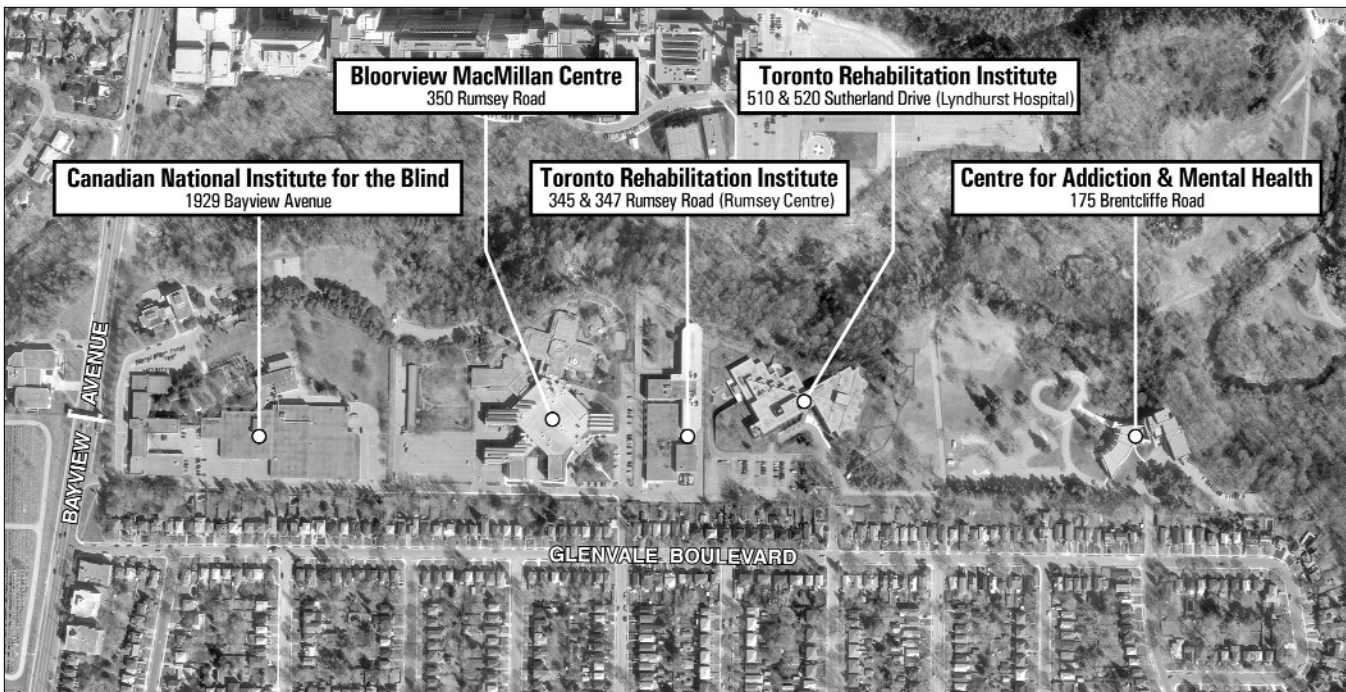 Bloorview MacMillan Centre
350 Rumsey Road
Toronto Rehabilitation Institute
510 & 520 Sutherland Drive (Lyndhurst Hospital)
Canadian National Institute for the Blind
1929 Bayview Avenue
Toronto Rehabilitation Institute
345 & 347 Rumsey Road (Rumsey Centre)
Centre for Addiction & Mental Health
175 Brentcliffe Road
BAYVIEW AVENUE
GLENVALE BOULEVARD